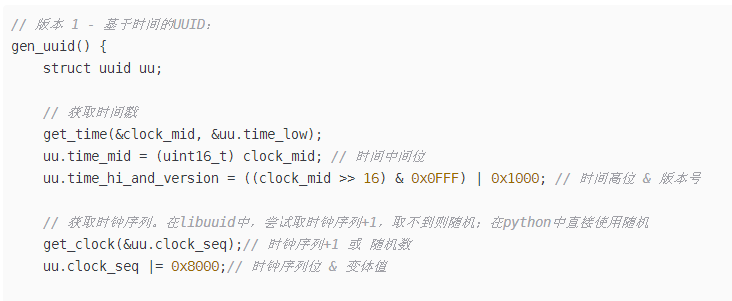 // 版本 1 - 基于时间的UUID：
gen_uuid() {
    struct uuid uu;
    // 获取时间戳
    get_time(&clock_mid, &uu.time_low);
    uu.time_mid = (uint16_t) clock_mid; // 时间中间位
    uu.time_hi_and_version = ((clock_mid >> 16) & 0x0FFF) | 0x1000; // 时间高位 & 版本号
    // 获取时钟序列。在libuuid中，尝试取时钟序列+1，取不到则随机；在python中直接使用随机
    get_clock(&uu.clock_seq);// 时钟序列+1 或 随机数
    uu.clock_seq |= 0x8000;// 时钟序列位 & 变体值